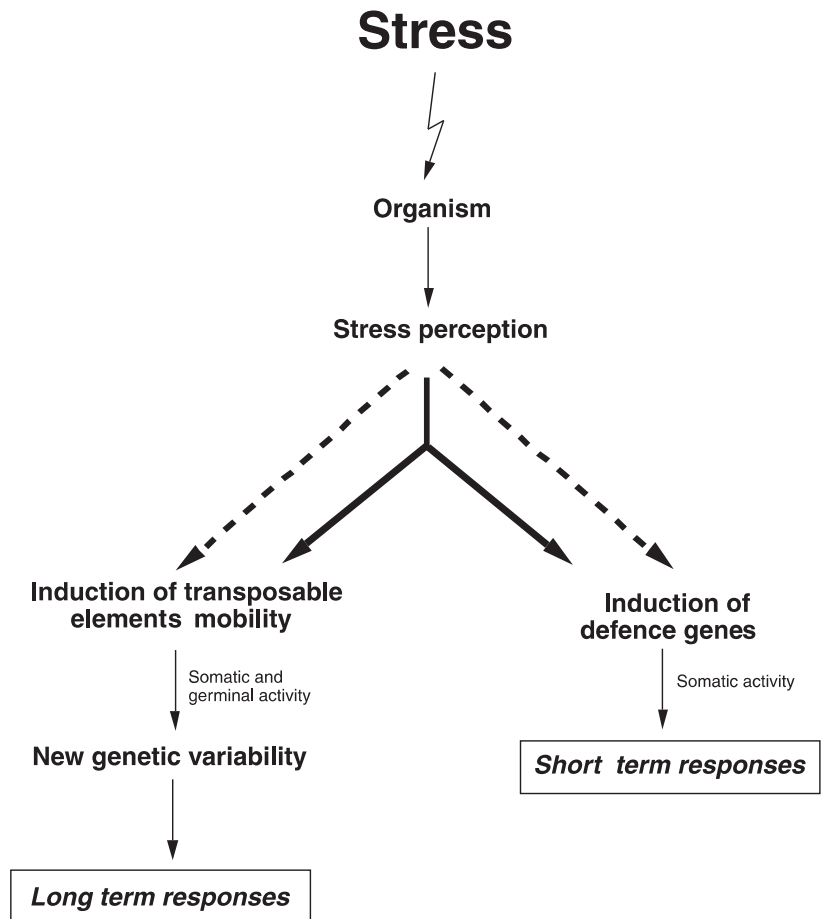 Stress
Organism
Stress perception
Induction of transposable
elements mobility
Induction of
defence genes
Somatic and
germinal activity
Somatic activity
New genetic variability
Short term responses
Long term responses